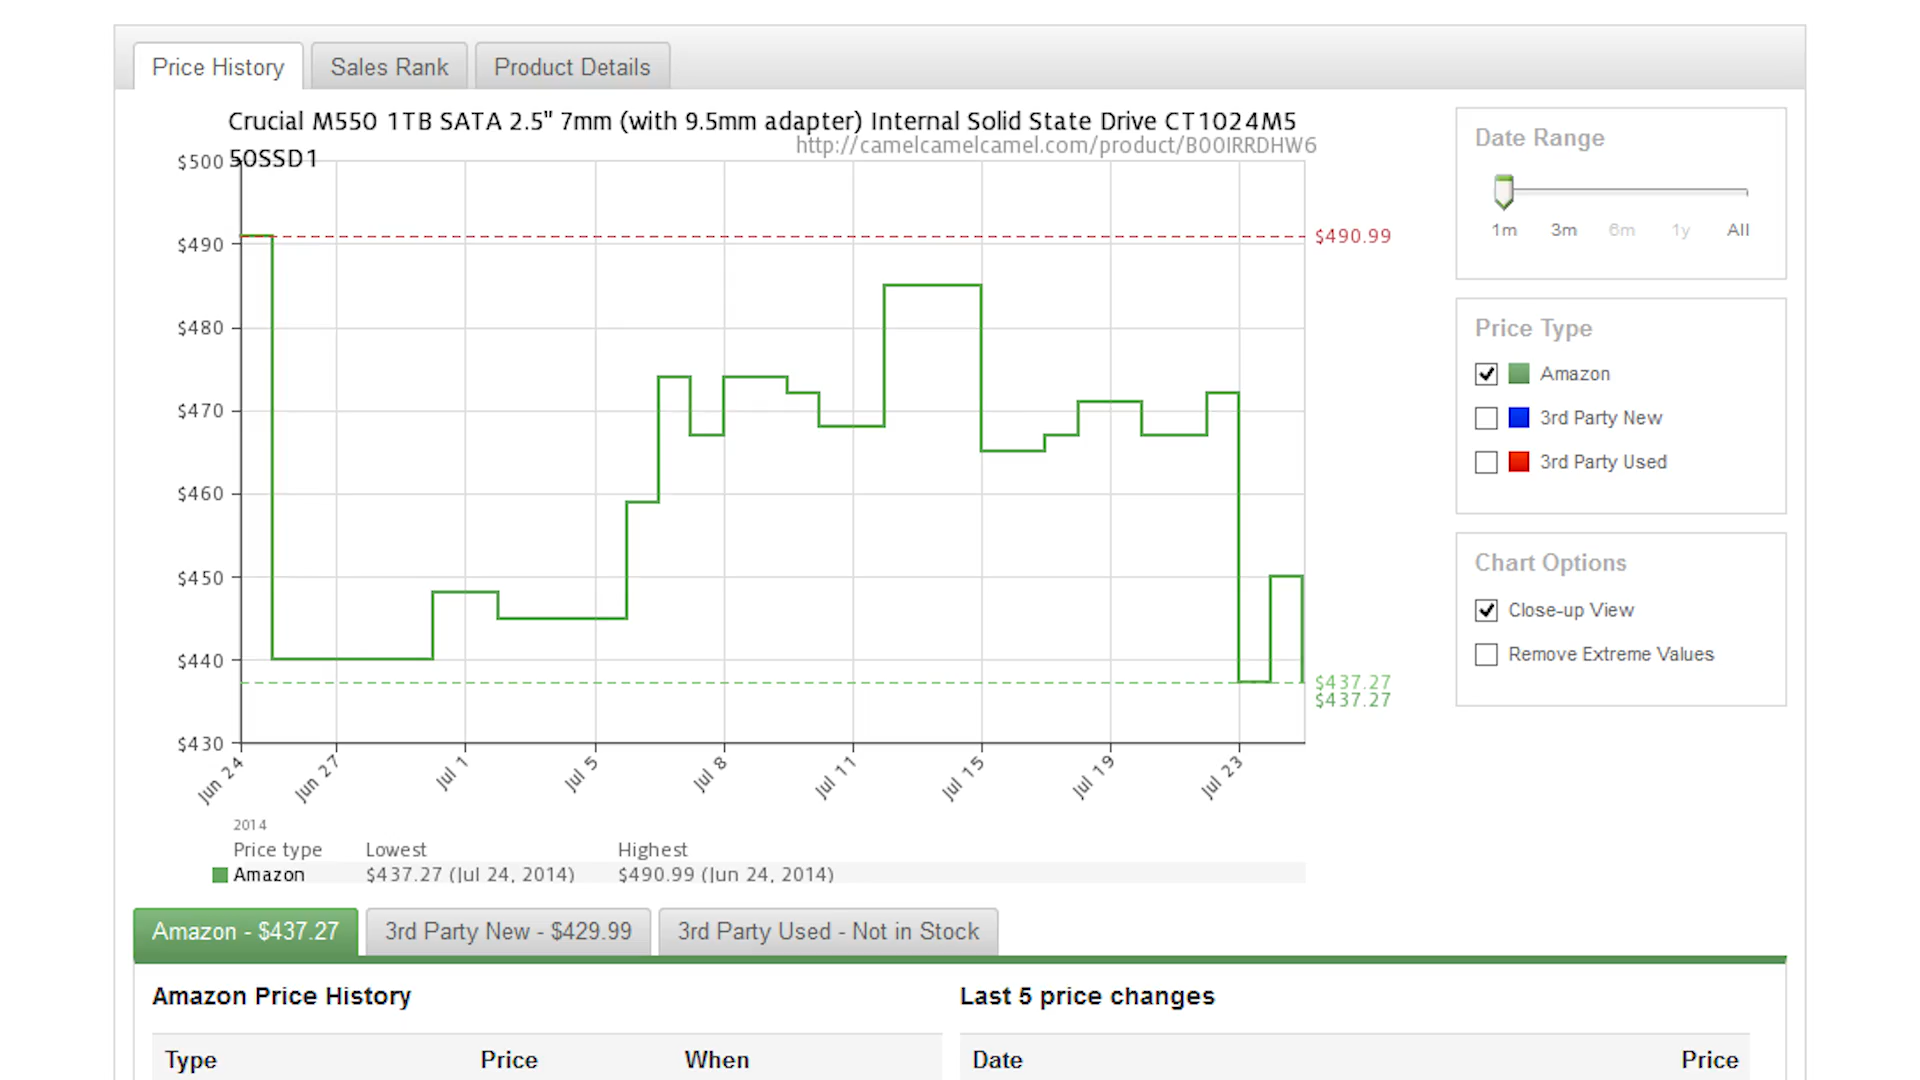 Price History Sales Rank Product Details
Crucial M550 1TB SATA 2.5" 7mm (with 9.5mm adapter) Internal Solid State Drive CT1024M5
50SSD1
http://camelcamelcamel.com/product/B00IRRDHW6
$500
$490
$480
$470
$460
$450
$440
$430
$490.99
$437.27
$437.27
Jun 24 Jun 27 Jul 1 Jul 5 Jul 8 Jul 11 Jul 15 Jul 19 Jul 23
2014
Price type Lowest Highest
Amazon $437.27 (Jul 24, 2014) $490.99 (Jun 24, 2014)
Date Range
1m 3m 6m 1y All
Price Type
Amazon
3rd Party New
3rd Party Used
Chart Options
Close-up View
Remove Extreme Values
Amazon - $437.27 3rd Party New - $429.99 3rd Party Used - Not in Stock
Amazon Price History
Type Price When
Last 5 price changes
Date Price